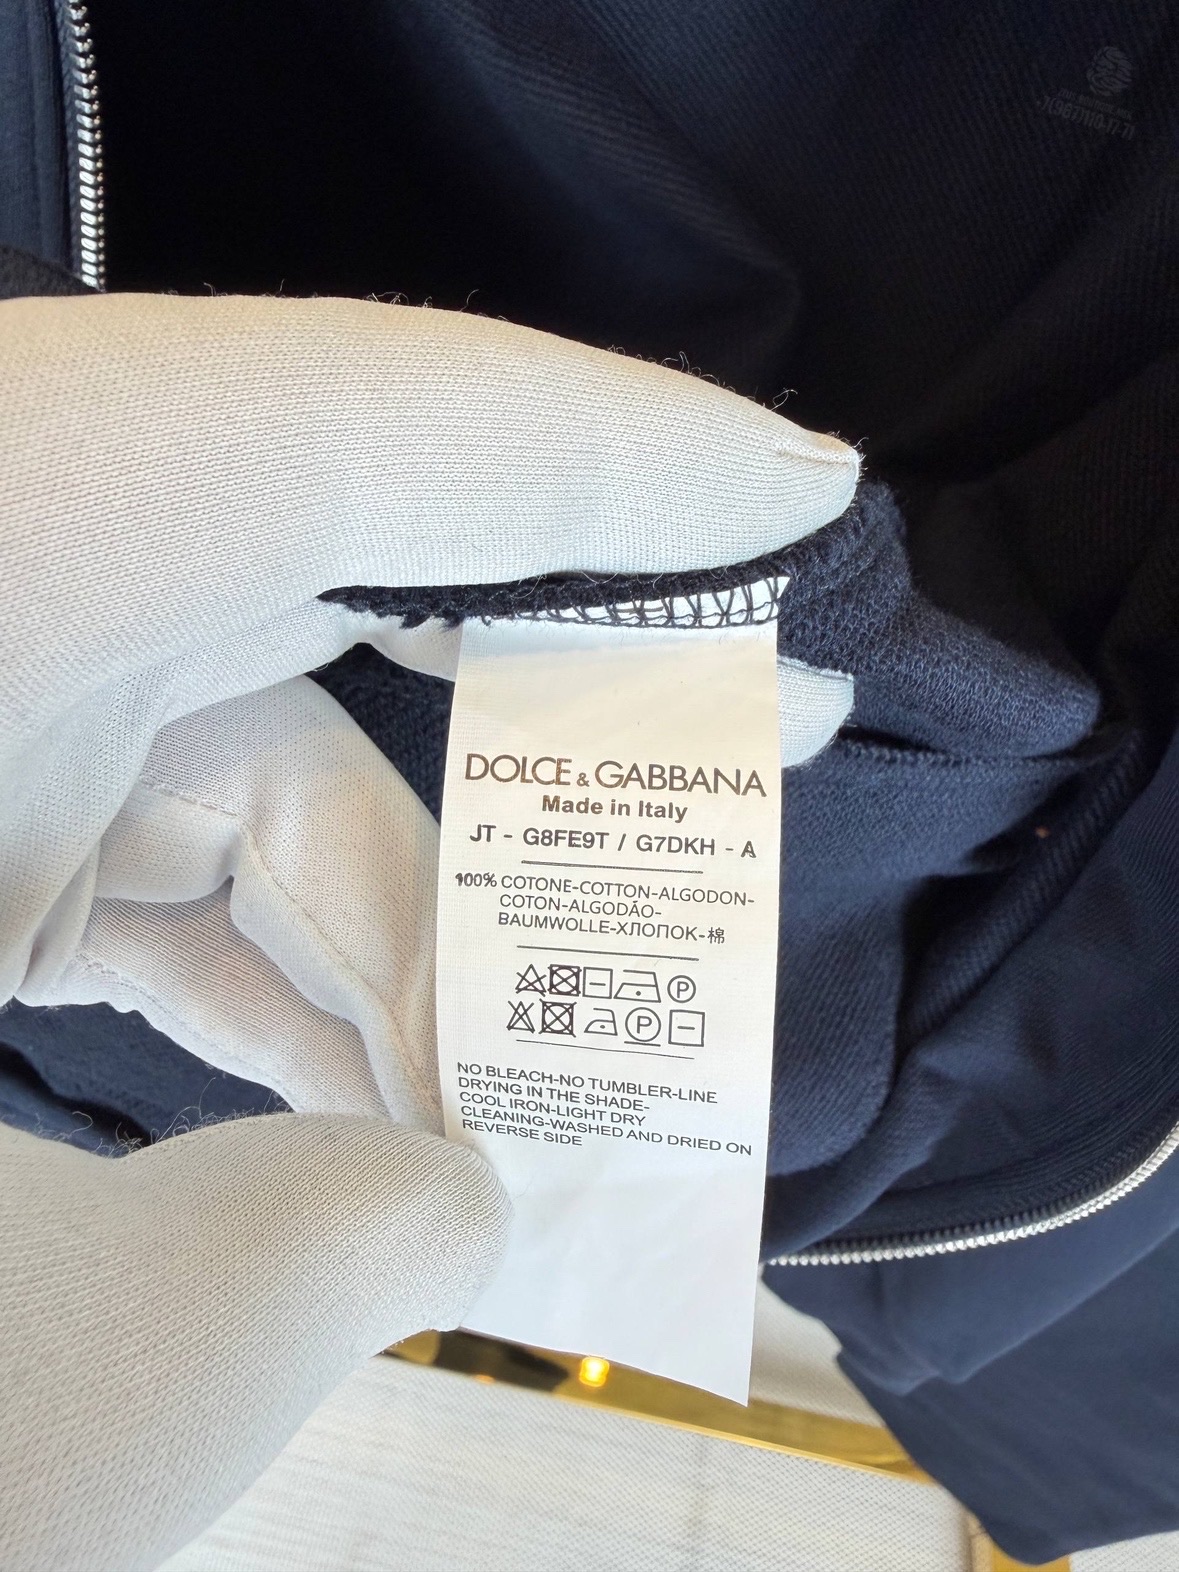 DOLCE & GABBANA
Made in Italy
JT - G8FE9T / G7DKH - A
100% COTONE-COTTON-ALGODON-
COTON-ALGODÃO-
BAUMWOLLE-ХЛОПОК-棉
P
P
NO BLEACH-NO TUMBLER-LINE
DRYING IN THE SHADE-
COOL IRON-LIGHT DRY
CLEANING-WASHED AND DRIED ON
REVERSE SIDE